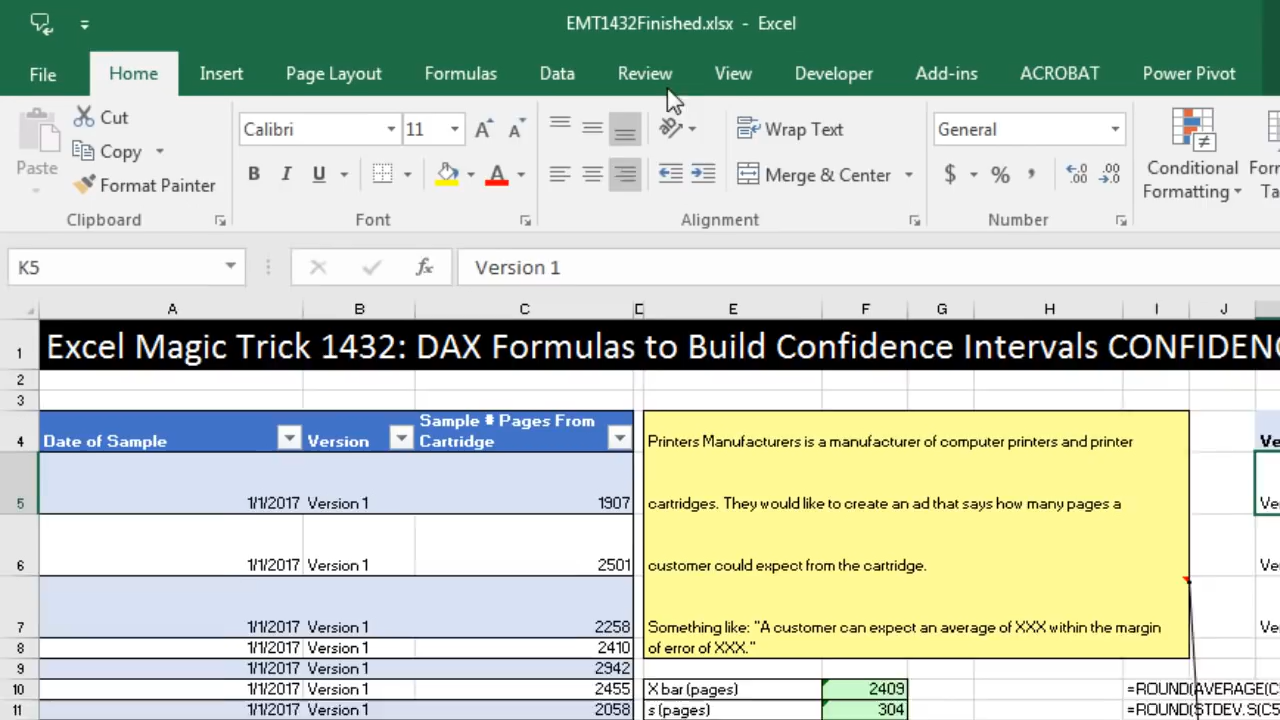 EMT1432Finished.xlsx - Excel
File Home Insert Page Layout Formulas Data Review View Developer Add-ins ACROBAT Power Pivot
Paste
Cut
Copy
Format Painter
Clipboard
Calibri 11
B I U
Font
Wrap Text
Merge & Center
Alignment
General
$ % ,
Number
Conditional
Formatting
K5 fx Version 1
A B C E F G H I J
1 Excel Magic Trick 1432: DAX Formulas to Build Confidence Intervals
2
3
4 Date of Sample Version Sample # Pages From
Cartridge
Printers Manufacturers is a manufacturer of computer printers and printer
5 1/1/2017 Version 1 1907 cartridges. They would like to create an ad that says how many pages a
6 1/1/2017 Version 1 2501 customer could expect from the cartridge.
7 1/1/2017 Version 1 2258 Something like: "A customer can expect an average of XXX within the margin
8 1/1/2017 Version 1 2410 of error of XXX."
9 1/1/2017 Version 1 2942
10 1/1/2017 Version 1 2455 X bar (pages) 2409 =ROUND(AVERAGE(C5
11 1/1/2017 Version 1 2058 s (pages) 304 =ROUND(STDEV.S(C5